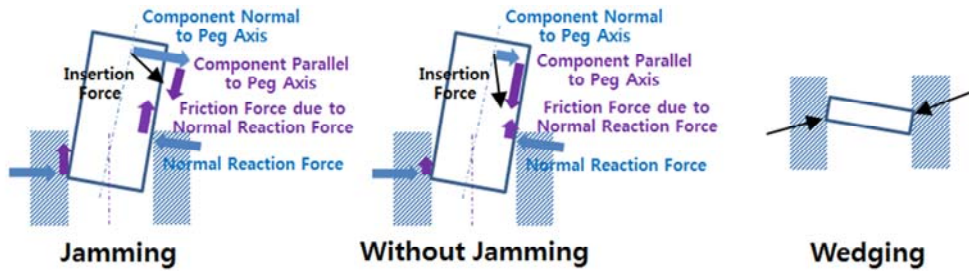 Component Normal
to Peg Axis
Insertion
Force
Component Parallel
to Peg Axis
Friction Force due to
Normal Reaction Force
Normal Reaction Force
Jamming
Component Normal
to Peg Axis
Insertion
Force
Component Parallel
to Peg Axis
Friction Force due to
Normal Reaction Force
Normal Reaction Force
Without Jamming
Wedging